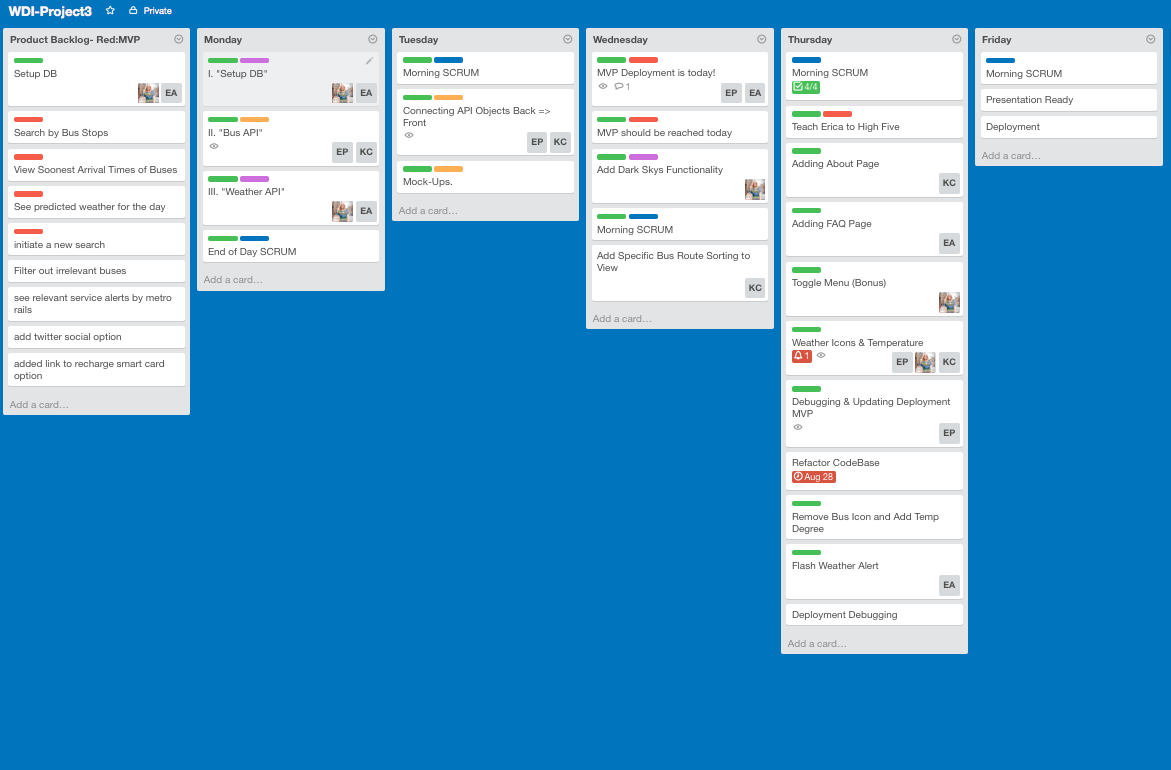 WDI-Project3 Private
Product Backlog- Red:MVP
Setup DB
EA
Search by Bus Stops
View Soonest Arrival Times of Buses
See predicted weather for the day
initiate a new search
Filter out irrelevant buses
see relevant service alerts by metro
rails
add twitter social option
added link to recharge smart card
option
Add a card…
Monday
I. "Setup DB"
EA
II. "Bus API"
EP KC
III. "Weather API"
EA
End of Day SCRUM
Add a card…
Tuesday
Morning SCRUM
Connecting API Objects Back =>
Front
EP KC
Mock-Ups.
Add a card…
Wednesday
MVP Deployment is today!
1
EP EA
MVP should be reached today
Add Dark Skys Functionality
Morning SCRUM
Add Specific Bus Route Sorting to
View
KC
Add a card…
Thursday
Morning SCRUM
4/4
Teach Erica to High Five
Adding About Page
KC
Adding FAQ Page
EA
Toggle Menu (Bonus)
Weather Icons & Temperature
1
EP KC
Debugging & Updating Deployment
MVP
EP
Refactor CodeBase
Aug 28
Remove Bus Icon and Add Temp
Degree
Flash Weather Alert
EA
Deployment Debugging
Add a card…
Friday
Morning SCRUM
Presentation Ready
Deployment
Add a card…